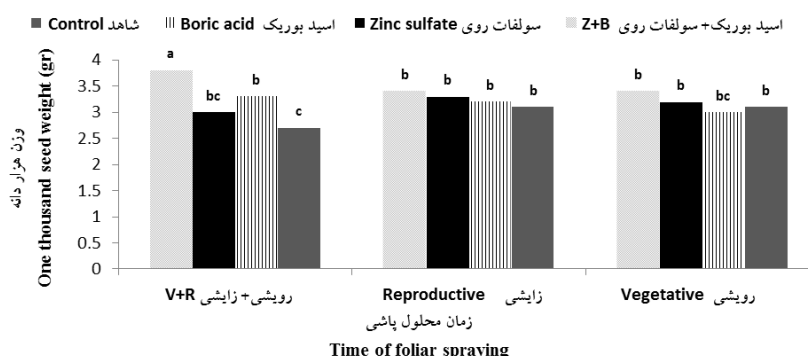 Control شاهد Boric acid اسید بوریک Zinc sulfate سولفات روی Z+B اسید بوریک+ سولفات روی
وزن هزار دانه
One thousand seed weight (gr)
4
3.5
3
2.5
2
1.5
1
0.5
0
a bc b c b b b b b b bc b
V+R رویشی+ زایشی Reproductive زایشی Vegetative رویشی
زمان محلول پاشی
Time of foliar spraying